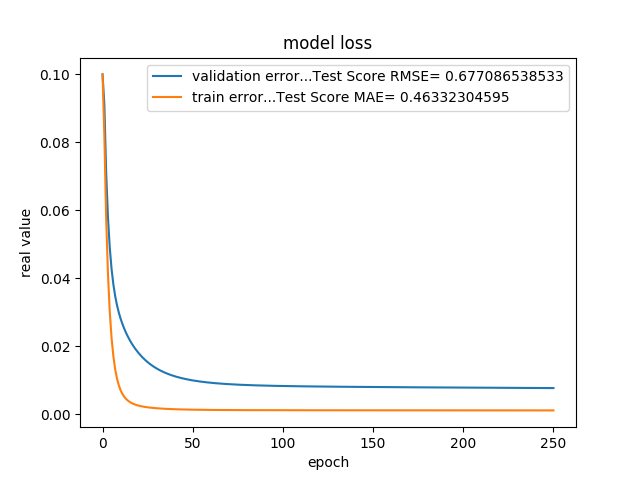 model loss
validation error...Test Score RMSE= 0.677086538533
train error...Test Score MAE= 0.46332304595
real value
0.10
0.08
0.06
0.04
0.02
0.00
0
50
100
150
200
250
epoch